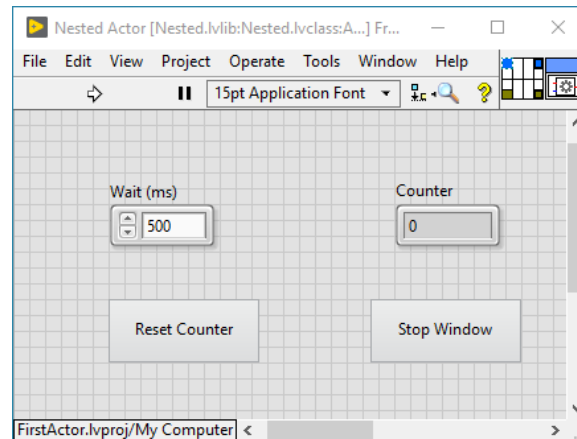 Nested Actor [Nested.lvlib:Nested.lvclass:A...] Fr...
File Edit View Project Operate Tools Window Help
15pt Application Font
Wait (ms)
Counter
500
0
Reset Counter
Stop Window
FirstActor.lvproj/My Computer